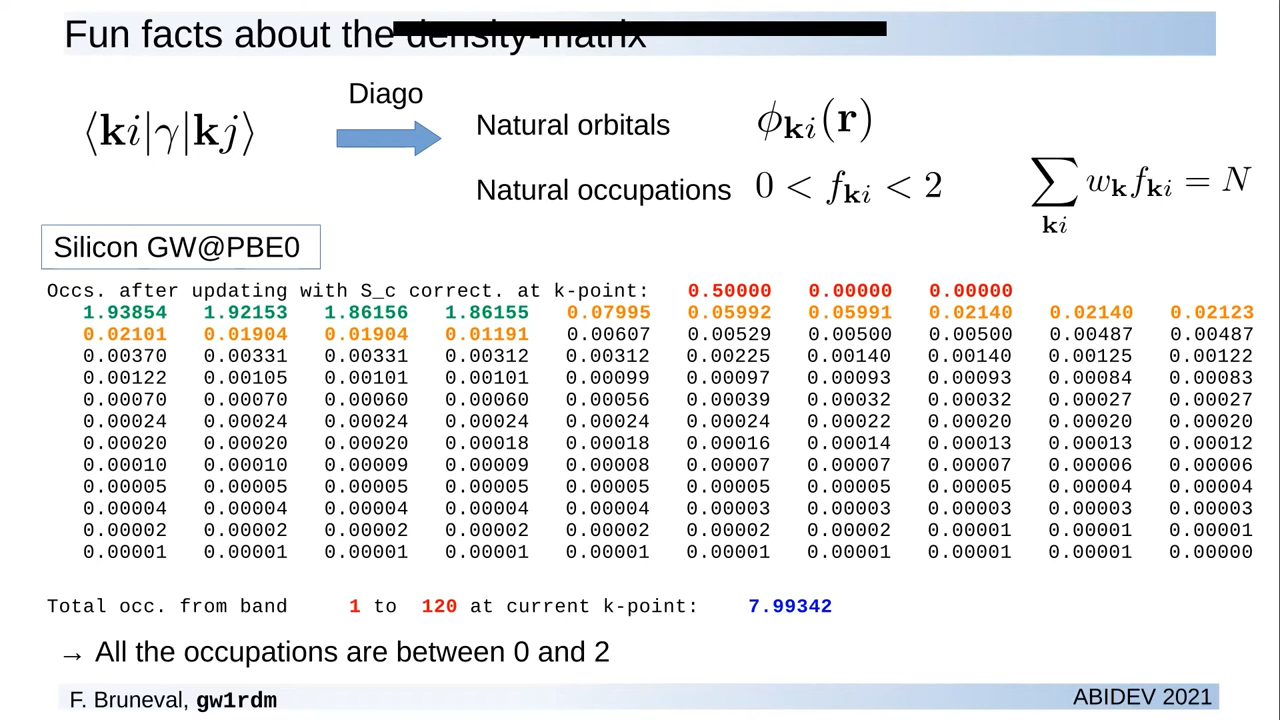 Fun facts about the density-matrix
Diago
⟨ki|γ|kj⟩
Natural orbitals ϕki(r)
Natural occupations 0 < fki < 2
∑ki wk fki = N
Silicon GW@PBE0
Occs. after updating with S_c correct. at k-point: 0.50000 0.00000 0.00000
1.93854 1.92153 1.86156 1.86155 0.07995 0.05992 0.05991 0.02140 0.02140 0.02123
0.02101 0.01904 0.01904 0.01191 0.00607 0.00529 0.00500 0.00500 0.00487 0.00487
0.00370 0.00331 0.00331 0.00312 0.00312 0.00225 0.00140 0.00140 0.00125 0.00122
0.00122 0.00105 0.00101 0.00101 0.00099 0.00097 0.00093 0.00093 0.00084 0.00083
0.00070 0.00070 0.00060 0.00060 0.00056 0.00039 0.00032 0.00032 0.00027 0.00027
0.00024 0.00024 0.00024 0.00024 0.00024 0.00024 0.00022 0.00020 0.00020 0.00020
0.00020 0.00020 0.00020 0.00018 0.00018 0.00016 0.00014 0.00013 0.00013 0.00012
0.00010 0.00010 0.00009 0.00009 0.00008 0.00007 0.00007 0.00007 0.00006 0.00006
0.00005 0.00005 0.00005 0.00005 0.00005 0.00005 0.00005 0.00005 0.00004 0.00004
0.00004 0.00004 0.00004 0.00004 0.00004 0.00003 0.00003 0.00003 0.00003 0.00003
0.00002 0.00002 0.00002 0.00002 0.00002 0.00002 0.00002 0.00001 0.00001 0.00001
0.00001 0.00001 0.00001 0.00001 0.00001 0.00001 0.00001 0.00001 0.00001 0.00000
Total occ. from band 1 to 120 at current k-point: 7.99342
→ All the occupations are between 0 and 2
F. Bruneval, gw1rdm
ABIDEV 2021